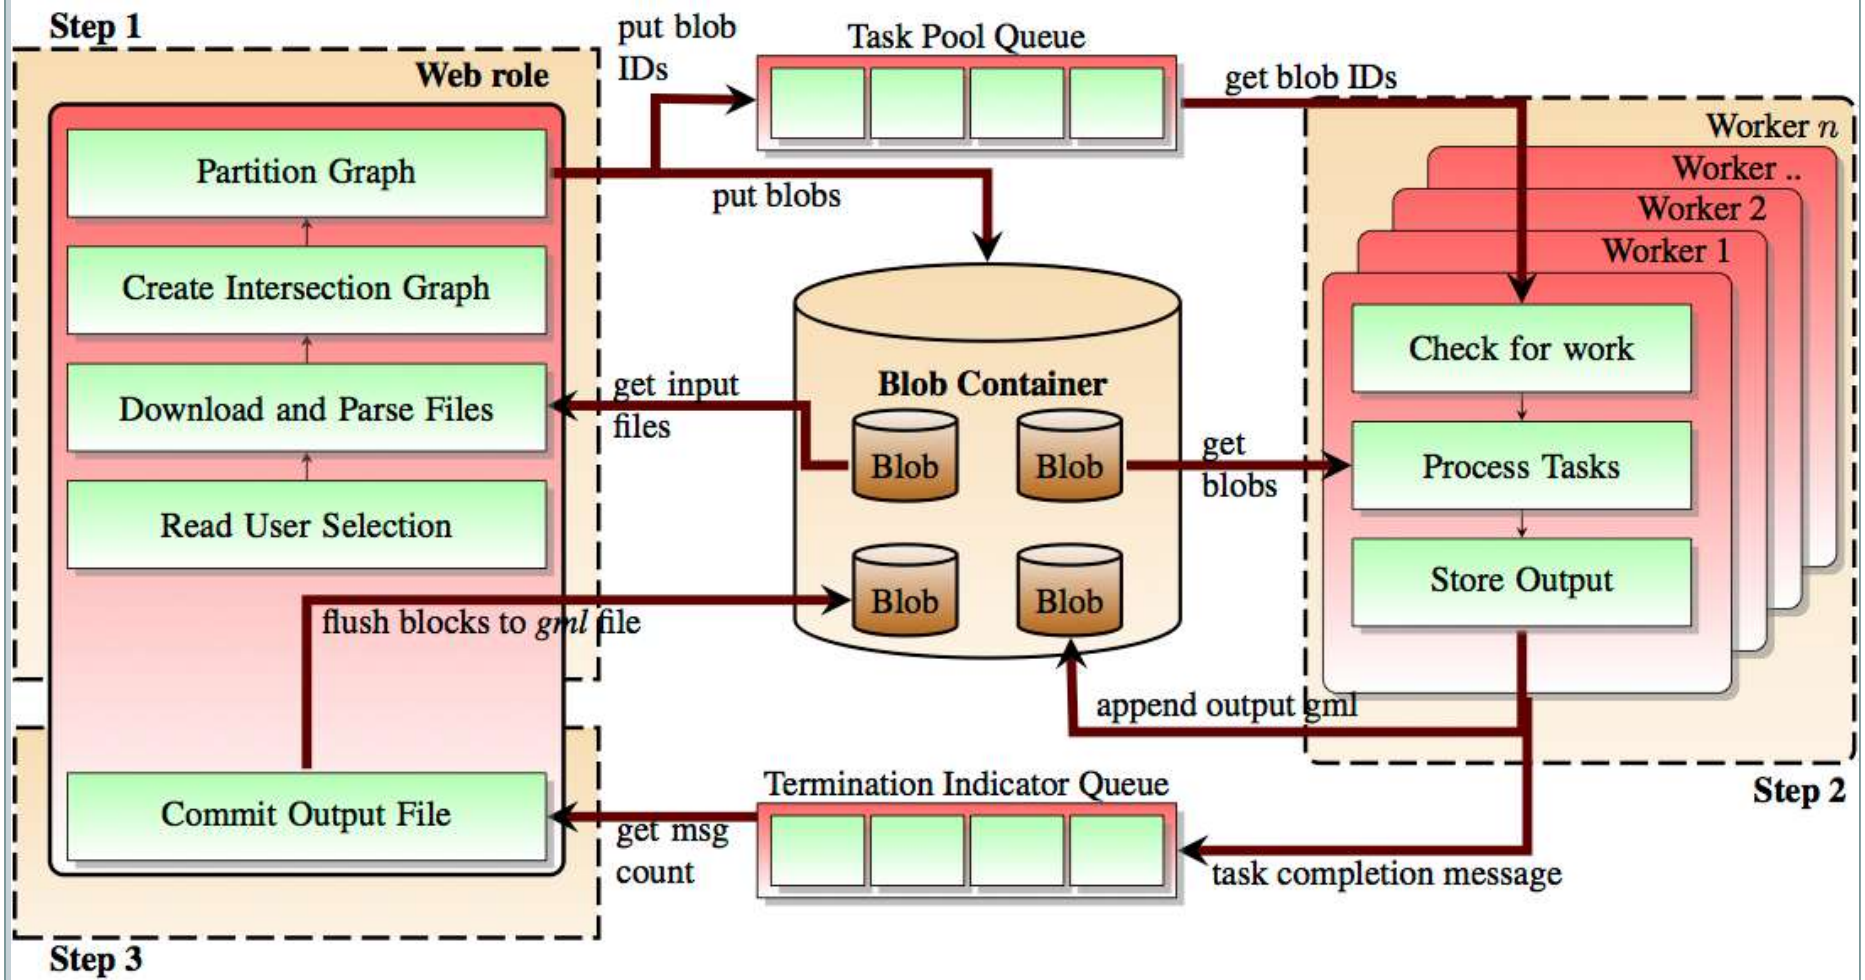 Step 1
Web role
Partition Graph
Create Intersection Graph
Download and Parse Files
Read User Selection
flush blocks to gml file
Commit Output File
Step 3
put blob
IDs
Task Pool Queue
put blobs
get blob IDs
get input
files
Blob Container
Blob
Blob
Blob
Blob
get
blobs
append output gml
Termination Indicator Queue
get msg
count
task completion message
Worker n
Worker ..
Worker 2
Worker 1
Check for work
Process Tasks
Store Output
Step 2